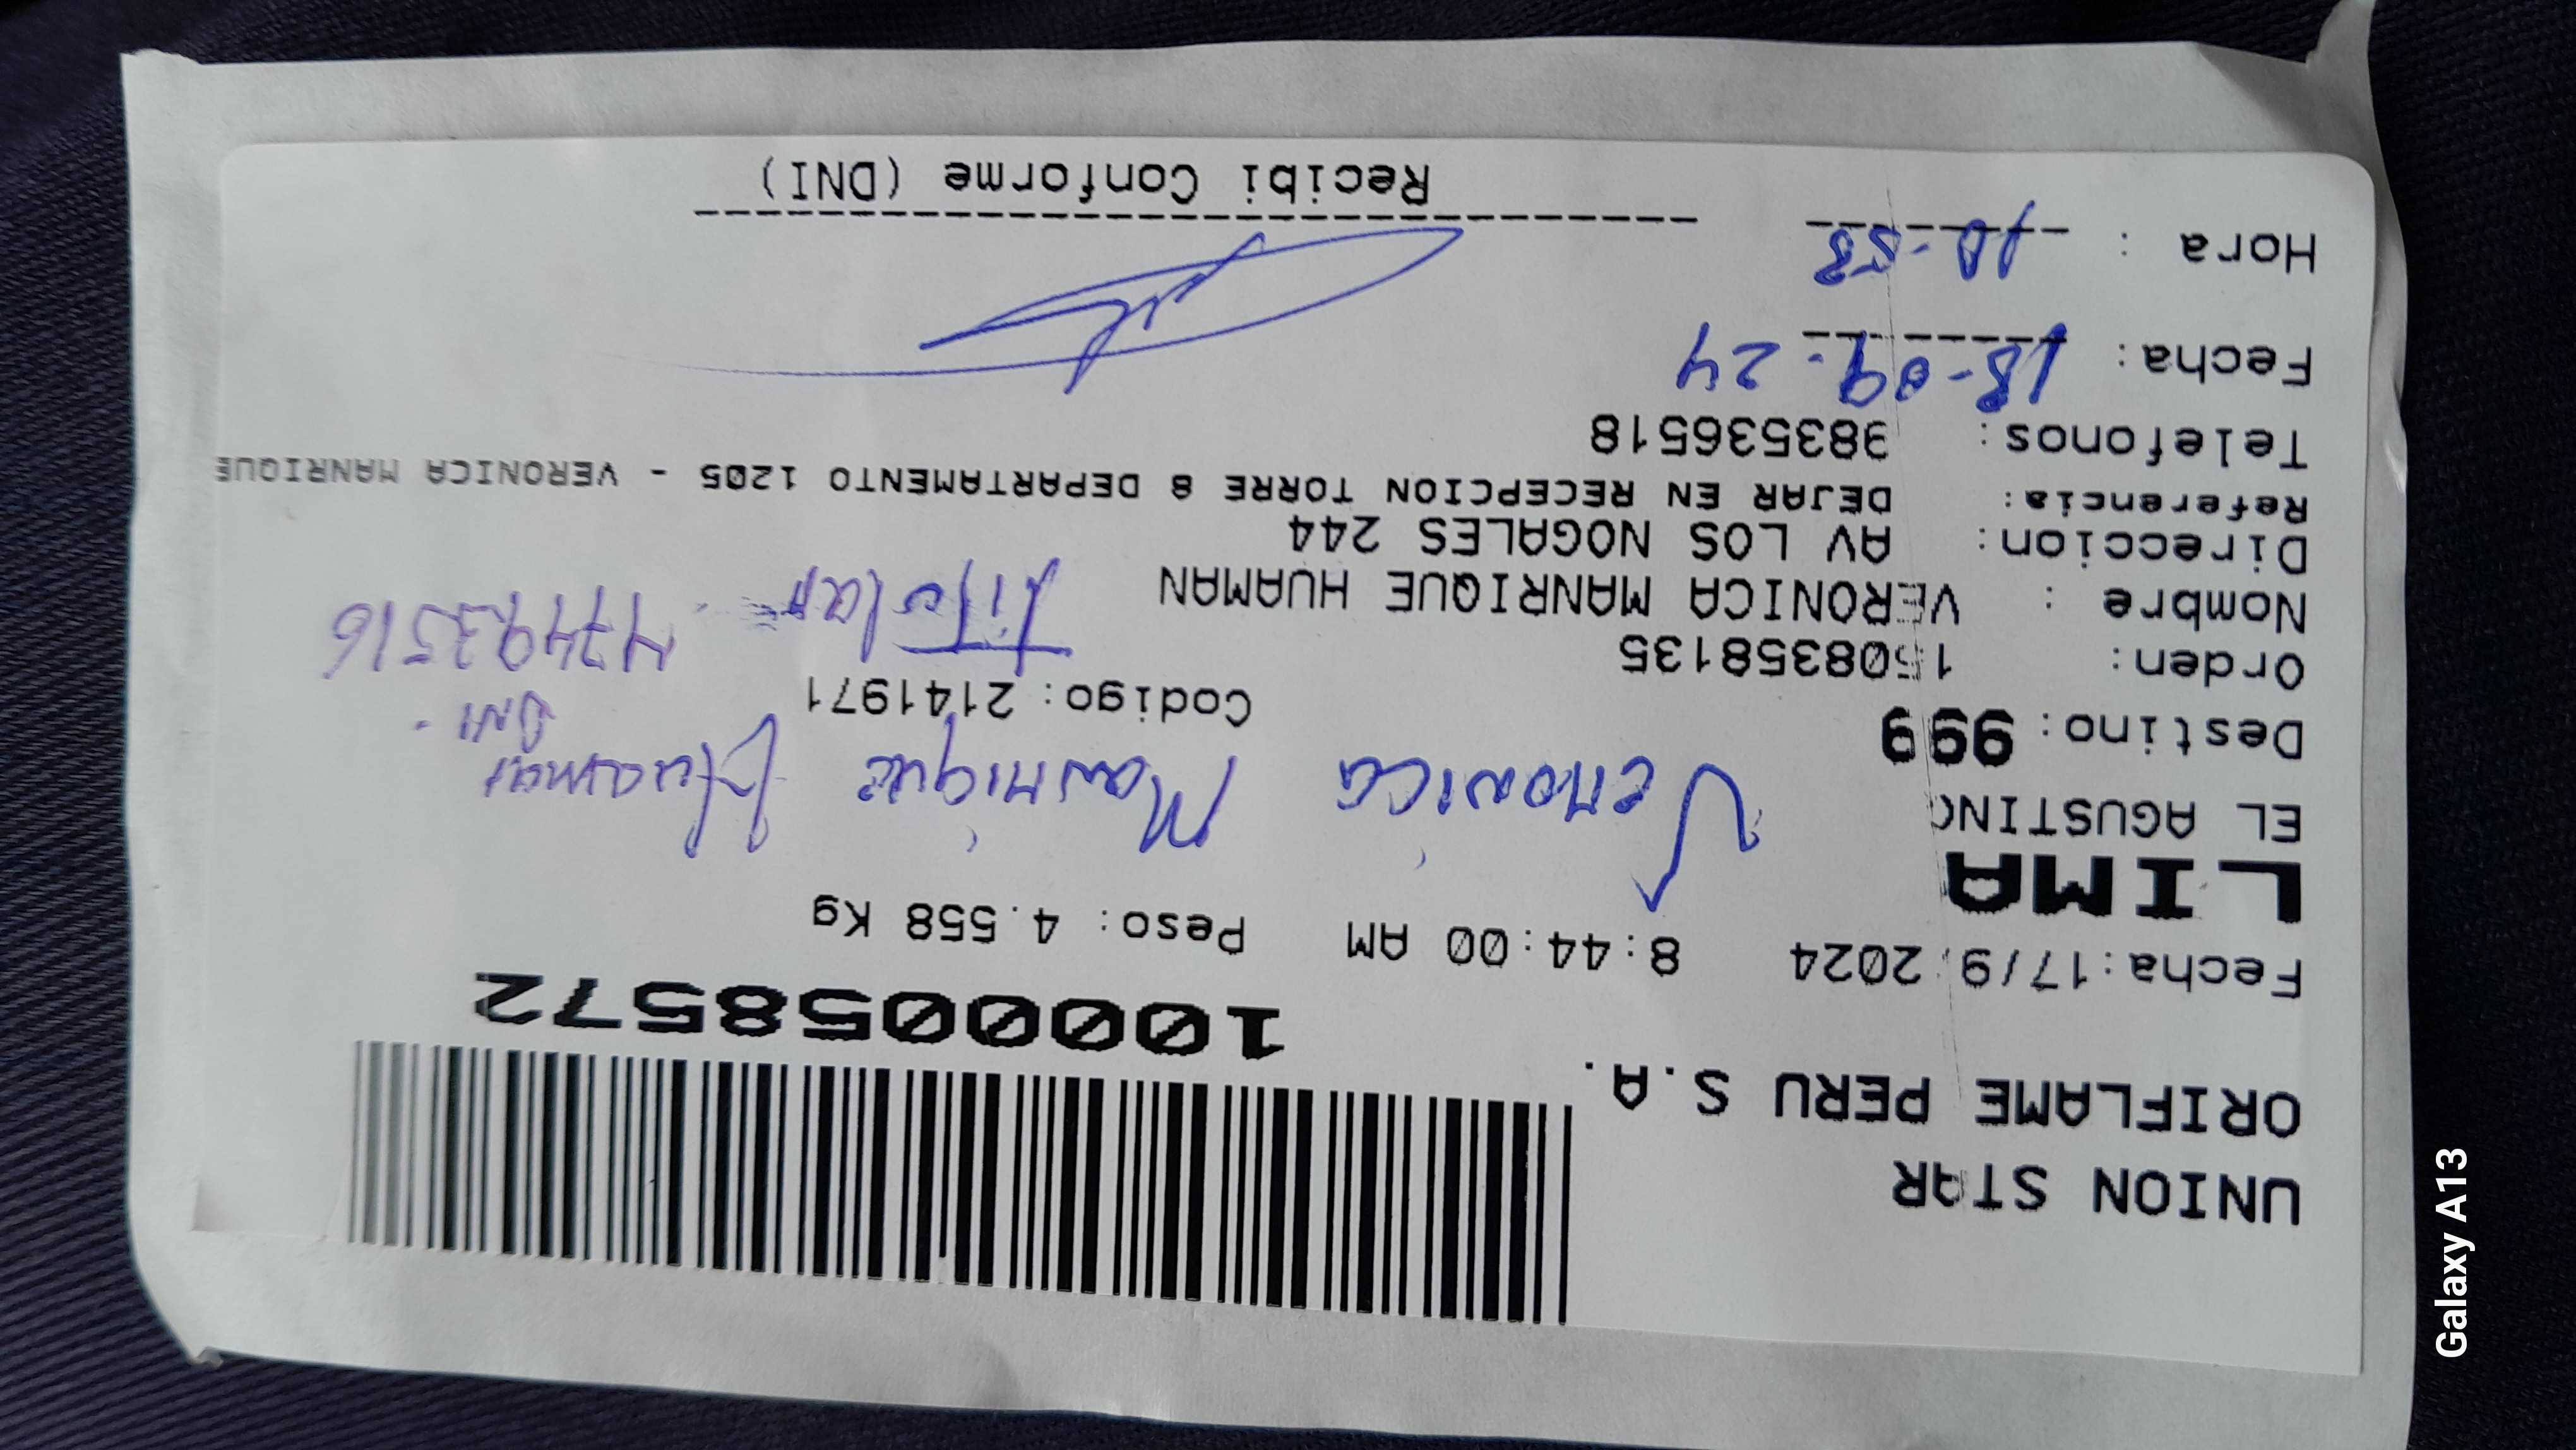 UNION STAR
ORIFLAME PERU S.A.
1000058572
Fecha:17/9/2024 8:44:00 AM Peso: 4.558 Kg
LIMA
EL AGUSTINO
Veronica Manrique Huaman
Destino: 999
DNI -
Codigo: 2141971
Orden: 1508358135
47493516
Titular
Nombre : VERONICA MANRIQUE HUAMAN
Direccion: AV LOS NOGALES 244
Referencia: DEJAR EN RECEPCION TORRE 8 DEPARTAMENTO 1205 - VERONICA MANRIQUE
Telefonos: 983536518
Fecha: 18-09-24
Hora : 10-58
Recibi Conforme (DNI)
Galaxy A13